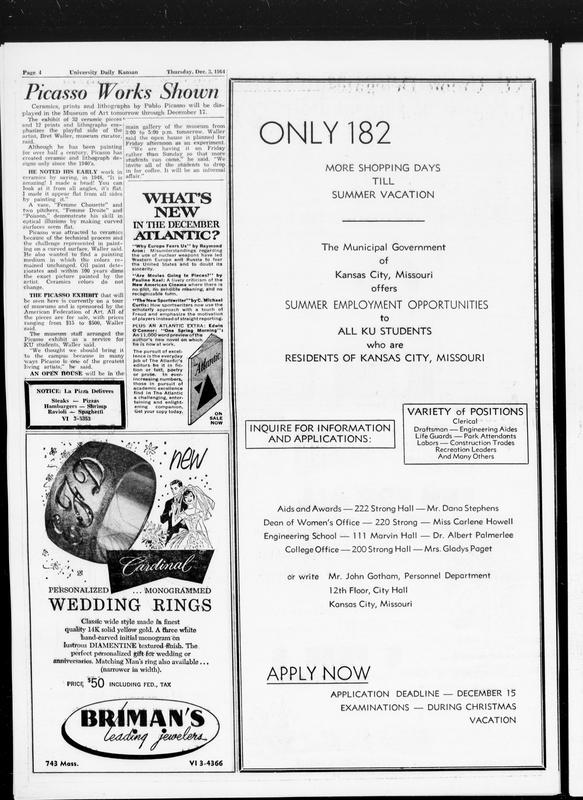 Page 4 University Daily Kansan Thursday, Dec. 3, 1964
Picasso Works Shown
Ceramics, prints and lithographs by Pablo Picasso will be dis-
played in the Museum of Art tomorrow through December 17.
The exhibit of 32 ceramic pieces
and 12 prints and lithographs em-
phasizes the playful side of the
artist, Bret Waller, museum curator,
said.
Although he has been painting
for over half a century, Picasso has
created ceramic and lithograph de-
signs only since the 1940's.
HE NOTED HIS EARLY work in
ceramics by saying, in 1948, "It is
amazing! I made a head! You can
look at it from all angles, it's flat.
I made it appear flat from all sides
by painting it."
A vase, "Femme Chouette" and
two pitchers, "Femme Droite" and
"Poisson," demonstrate his skill in
optical illusions by making curved
surfaces seem flat.
Picasso was attracted to ceramics
because of the technical process and
the challenge represented in paint-
ing on a curved surface, Waller said.
He also wanted to find a painting
medium in which the colors re-
mained unchanged. Oil paint dete-
riorates and within 100 years dims
the exact picture painted by the
artist. Ceramics colors do not
change.
THE PICASSO EXHIBIT that will
be seen here is currently on a tour
of museums and is sponsored by the
American Federation of Art. All of
the pieces are for sale, with prices
ranging from $15 to $500, Waller
said.
The museum staff arranged the
Picasso exhibit as a service for
KU students, Waller said.
"We thought we should bring it
to the campus because in many
ways Picasso is one of the greatest
living artists," he said.
AN OPEN HOUSE will be in the
main gallery of the museum from
3:00 to 5:00 p.m. tomorrow. Waller
said the open house is planned for
Friday afternoon as an experiment.
"We are having it on Friday
rather than Sunday so that more
students can come," he said. "We
invite all of the students to drop
in for coffee. It will be an informal
affair."
WHAT'S
NEW
IN THE DECEMBER
ATLANTIC?
"Why Europe Fears Us" by Raymond
Aron: Misunderstandings regarding
the use of nuclear weapons have led
Western Europe and Russia to fear
the United States and to doubt its
sincerity.
"Are Movies Going to Pieces?" by
Pauline Kael: A lively criticism of the
New American Cinema where there is
no plot, no sensible meaning, and no
recognizable form.
"The New Sportswriter" by C. Michael
Curtis: How sportswriters now use the
scholarly approach with a touch of
Freud and emphasize the motivation
of players instead of straight reporting.
PLUS AN ATLANTIC EXTRA: Edwin
O'Connor: "One Spring Morning":
An 11,000 word preview of the
author's new novel on which
he is now at work.
The pursuit of excel-
lence is the everyday
job of The Atlantic's
editors be it in fic-
tion or fact, poetry
or prose. In ever-
increasing numbers,
those in pursuit of
academic excellence
find in The Atlantic
a challenging, enter-
taining and enlight-
ening companion.
Get your copy today.
Atlantic
ON
SALE
NOW
NOTICE: La Pizza Delivers
Steaks — Pizzas
Hamburgers — Shrimp
Ravioli — Spaghetti
VI 3-5353
new
Cardinal
PERSONALIZED ... MONOGRAMMED
WEDDING RINGS
Classic wide style made in finest
quality 14K solid yellow gold. A three white
hand-carved initial monogram on
lustrous DIAMENTINE textured finish. The
perfect personalized gift for wedding or
anniversaries. Matching Man's ring also available...
(narrower in width).
PRICE $50 INCLUDING FED., TAX
BRIMAN'S
leading jewelers
743 Mass. VI 3-4366
ONLY 182
MORE SHOPPING DAYS
TILL
SUMMER VACATION
The Municipal Government
of
Kansas City, Missouri
offers
SUMMER EMPLOYMENT OPPORTUNITIES
to
ALL KU STUDENTS
who are
RESIDENTS OF KANSAS CITY, MISSOURI
INQUIRE FOR INFORMATION
AND APPLICATIONS:
VARIETY of POSITIONS
Clerical
Draftsman — Engineering Aides
Life Guards — Park Attendants
Labors — Construction Trades
Recreation Leaders
And Many Others
Aids and Awards — 222 Strong Hall — Mr. Dana Stephens
Dean of Women's Office — 220 Strong — Miss Carlene Howell
Engineering School — 111 Marvin Hall — Dr. Albert Palmerlee
College Office — 200 Strong Hall — Mrs. Gladys Paget
or write Mr. John Gotham, Personnel Department
12th Floor, City Hall
Kansas City, Missouri
APPLY NOW
APPLICATION DEADLINE — DECEMBER 15
EXAMINATIONS — DURING CHRISTMAS
VACATION